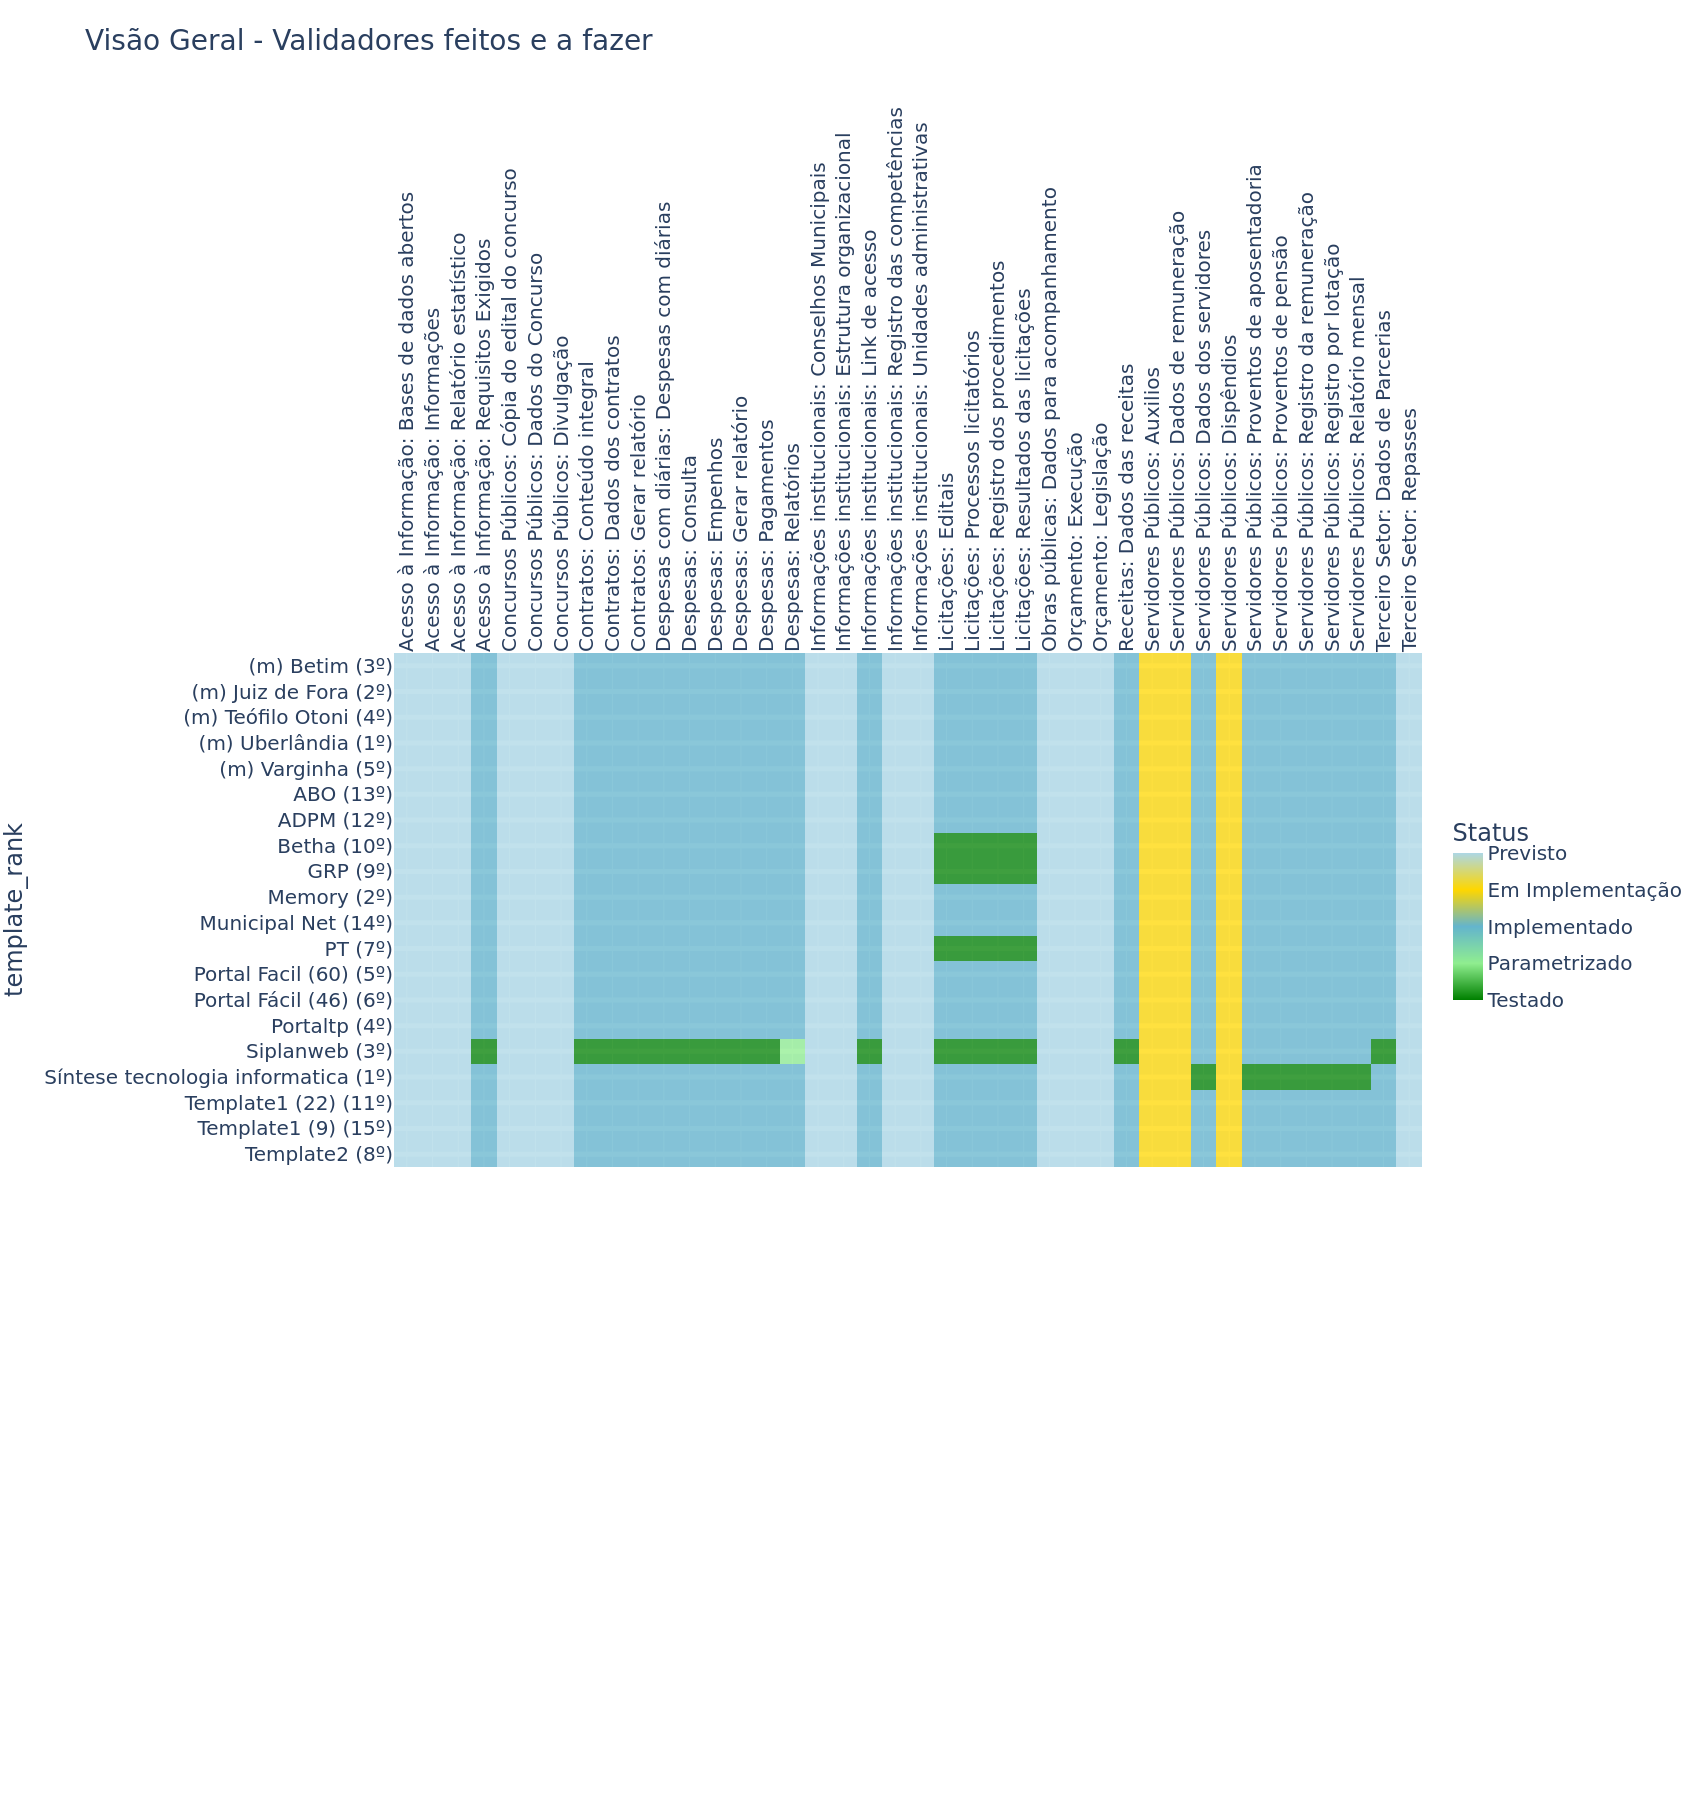 Visão Geral - Validadores feitos e a fazer
Acesso à Informação: Bases de dados abertos
Acesso à Informação: Informações
Acesso à Informação: Relatório estatístico
Acesso à Informação: Requisitos Exigidos
Concursos Públicos: Cópia do edital do concurso
Concursos Públicos: Dados do Concurso
Concursos Públicos: Divulgação
Contratos: Conteúdo integral
Contratos: Dados dos contratos
Contratos: Gerar relatório
Despesas com diárias: Despesas com diárias
Despesas: Consulta
Despesas: Empenhos
Despesas: Gerar relatório
Despesas: Pagamentos
Despesas: Relatórios
Informações institucionais: Conselhos Municipais
Informações institucionais: Estrutura organizacional
Informações institucionais: Link de acesso
Informações institucionais: Registro das competências
Informações institucionais: Unidades administrativas
Licitações: Editais
Licitações: Processos licitatórios
Licitações: Registro dos procedimentos
Licitações: Resultados das licitações
Obras públicas: Dados para acompanhamento
Orçamento: Execução
Orçamento: Legislação
Receitas: Dados das receitas
Servidores Públicos: Auxilios
Servidores Públicos: Dados de remuneração
Servidores Públicos: Dados dos servidores
Servidores Públicos: Dispêndios
Servidores Públicos: Proventos de aposentadoria
Servidores Públicos: Proventos de pensão
Servidores Públicos: Registro da remuneração
Servidores Públicos: Registro por lotação
Servidores Públicos: Relatório mensal
Terceiro Setor: Dados de Parcerias
Terceiro Setor: Repasses
template_rank
(m) Betim (3º)
(m) Juiz de Fora (2º)
(m) Teófilo Otoni (4º)
(m) Uberlândia (1º)
(m) Varginha (5º)
ABO (13º)
ADPM (12º)
Betha (10º)
GRP (9º)
Memory (2º)
Municipal Net (14º)
PT (7º)
Portal Facil (60) (5º)
Portal Fácil (46) (6º)
Portaltp (4º)
Siplanweb (3º)
Síntese tecnologia informatica (1º)
Template1 (22) (11º)
Template1 (9) (15º)
Template2 (8º)
Status
Previsto
Em Implementação
Implementado
Parametrizado
Testado